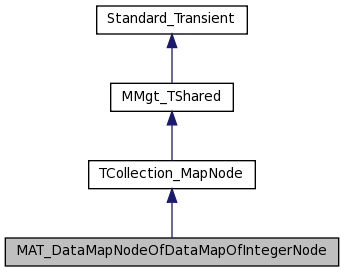 Standard_Transient
MMgt_TShared
TCollection_MapNode
MAT_DataMapNodeOfDataMapOfIntegerNode